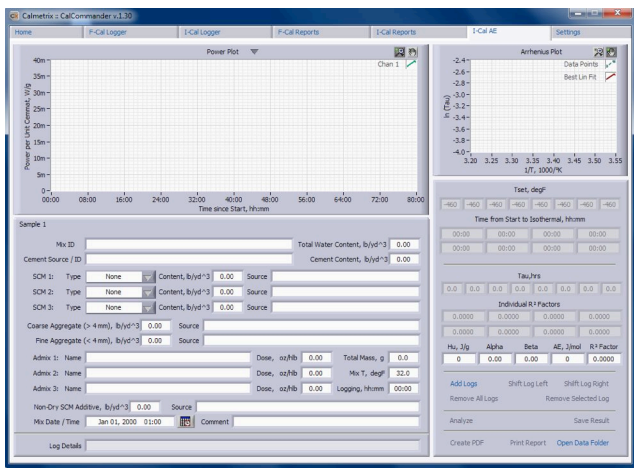 Calmetrix :: CalCommander v.1.30
Home F-Cal Logger I-Cal Logger F-Cal Reports I-Cal Reports I-Cal AE Settings
Power Plot
Chan 1
Power per Unit Cement, W/g
40m
35m
30m
25m
20m
15m
10m
5m
0
00:00 08:00 16:00 24:00 32:00 40:00 48:00 56:00 64:00 72:00 80:00
Time since Start, hh:mm
Arrhenius Plot
Data Points
Best Lin Fit
ln (Tau)
-2.4
-2.6
-2.8
-3.0
-3.2
-3.4
-3.6
-3.8
-4.0
3.20 3.25 3.30 3.35 3.40 3.45 3.50 3.55
1/T, 1000/°K
Sample 1
Mix ID Total Water Content, lb/yd^3 0.00
Cement Source / ID Cement Content, lb/yd^3 0.00
SCM 1: Type None Content, lb/yd^3 0.00 Source
SCM 2: Type None Content, lb/yd^3 0.00 Source
SCM 3: Type None Content, lb/yd^3 0.00 Source
Coarse Aggregate (> 4 mm), lb/yd^3 0.00 Source
Fine Aggregate (< 4 mm), lb/yd^3 0.00 Source
Admix 1: Name Dose, oz/hlb 0.00 Total Mass, g 0.0
Admix 2: Name Dose, oz/hlb 0.00 Mix T, degF 32.0
Admix 3: Name Dose, oz/hlb 0.00 Logging, hh:mm 00:00
Non-Dry SCM Additive, lb/yd^3 0.00 Source
Mix Date / Time Jan 01, 2000 01:00 Comment
Log Details
Tset, degF
-460 -460 -460 -460 -460 -460 -460 -460
Time from Start to Isothermal, hh:mm
00:00 00:00 00:00 00:00
00:00 00:00 00:00 00:00
Tau,hrs
0.0 0.0 0.0 0.0 0.0 0.0 0.0 0.0
Individual R² Factors
0.0000 0.0000 0.0000 0.0000
0.0000 0.0000 0.0000 0.0000
Hu, J/g Alpha Beta AE, J/mol R² Factor
0 0.00 0.00 0 0.0000
Add Logs Shift Log Left Shift Log Right
Remove All Logs Remove Selected Log
Analyze Save Result
Create PDF Print Report Open Data Folder